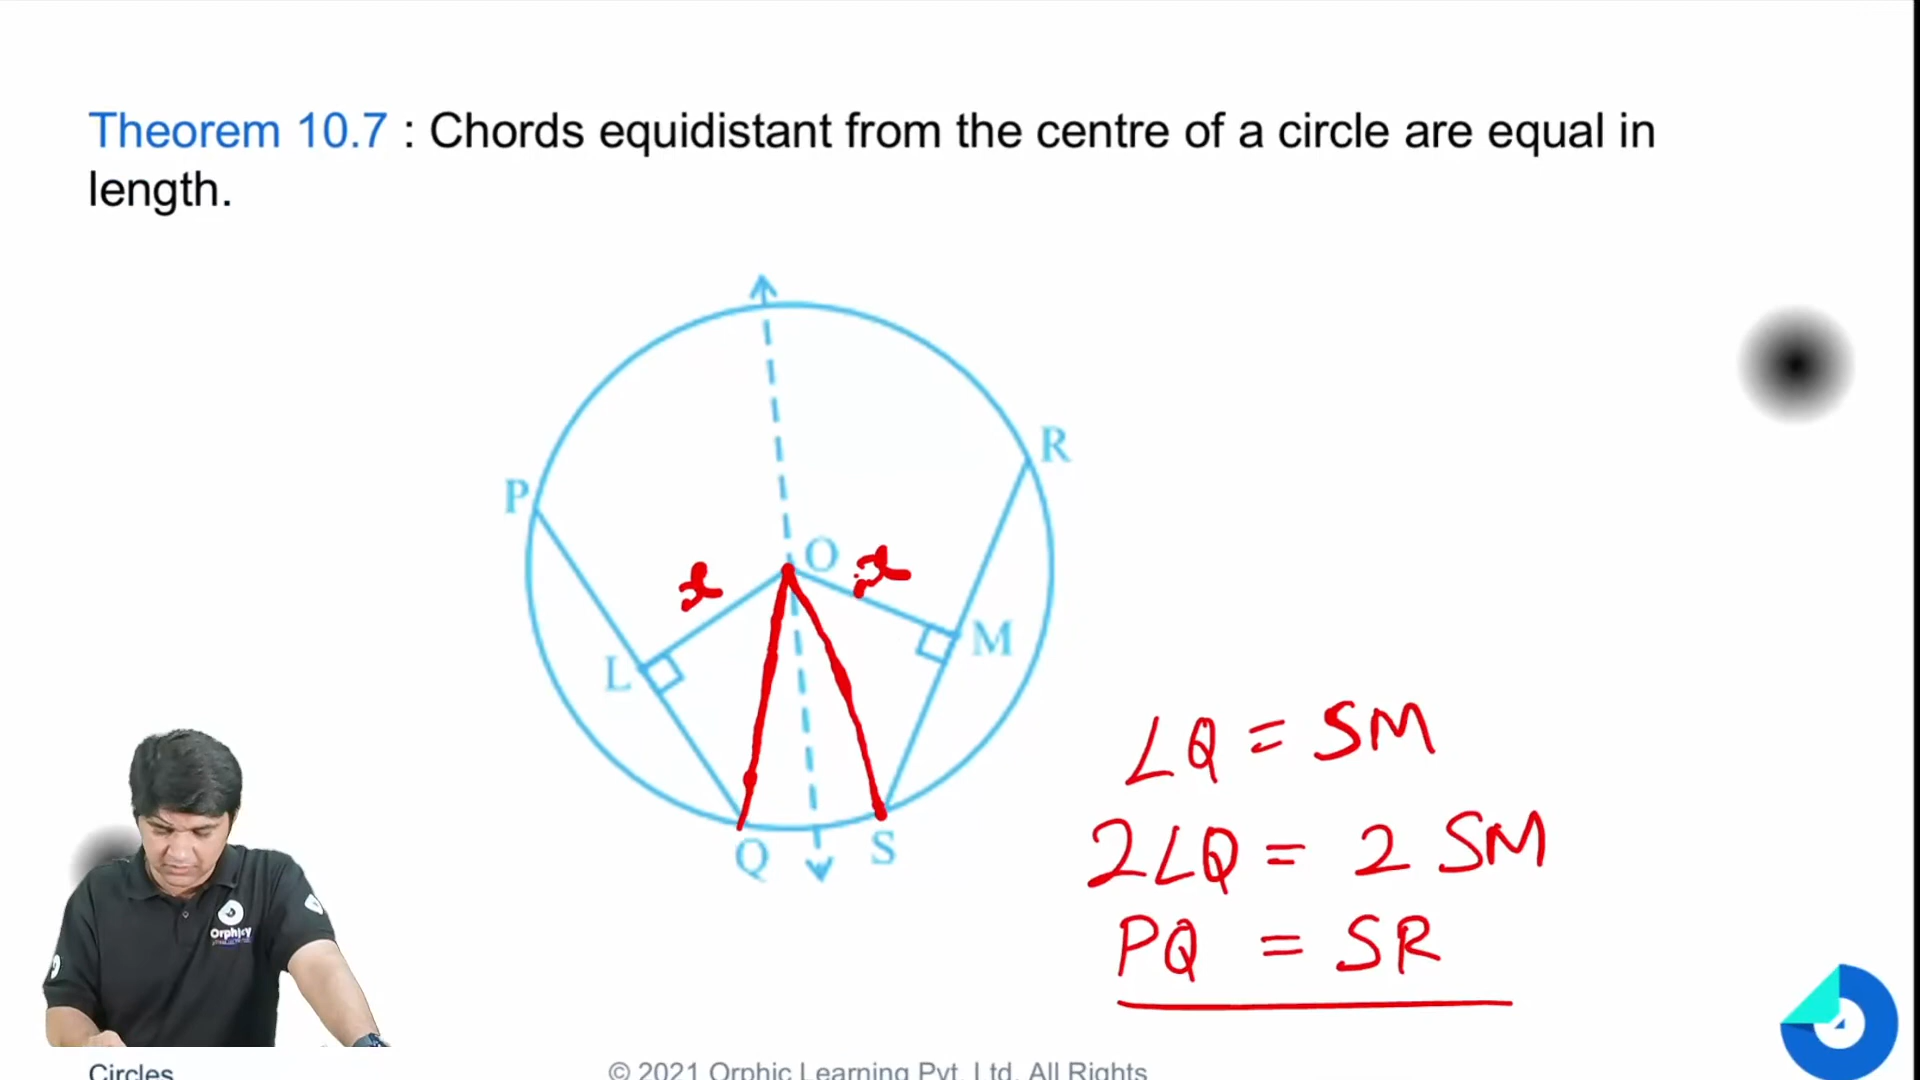 Theorem 10.7 : Chords equidistant from the centre of a circle are equal in
length.
R
P
O
x
x
M
L
LQ = SM
2LQ = 2 SM
Q
S
PQ = SR
Orphicy
Circles
© 2021 Orphic Learning Pvt. Ltd. All Rights